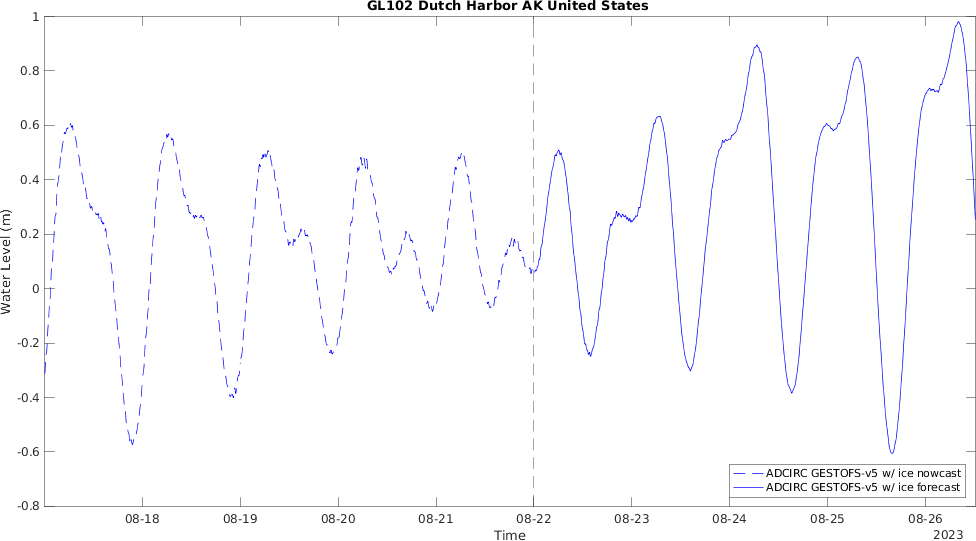 GL102 Dutch Harbor AK United States
1
0.8
0.6
0.4
0.2
0
-0.2
-0.4
-0.6
-0.8
Water Level (m)
08-18 08-19 08-20 08-21 08-22 08-23 08-24 08-25 08-26
Time
2023
ADCIRC GESTOFS-v5 w/ ice nowcast
ADCIRC GESTOFS-v5 w/ ice forecast